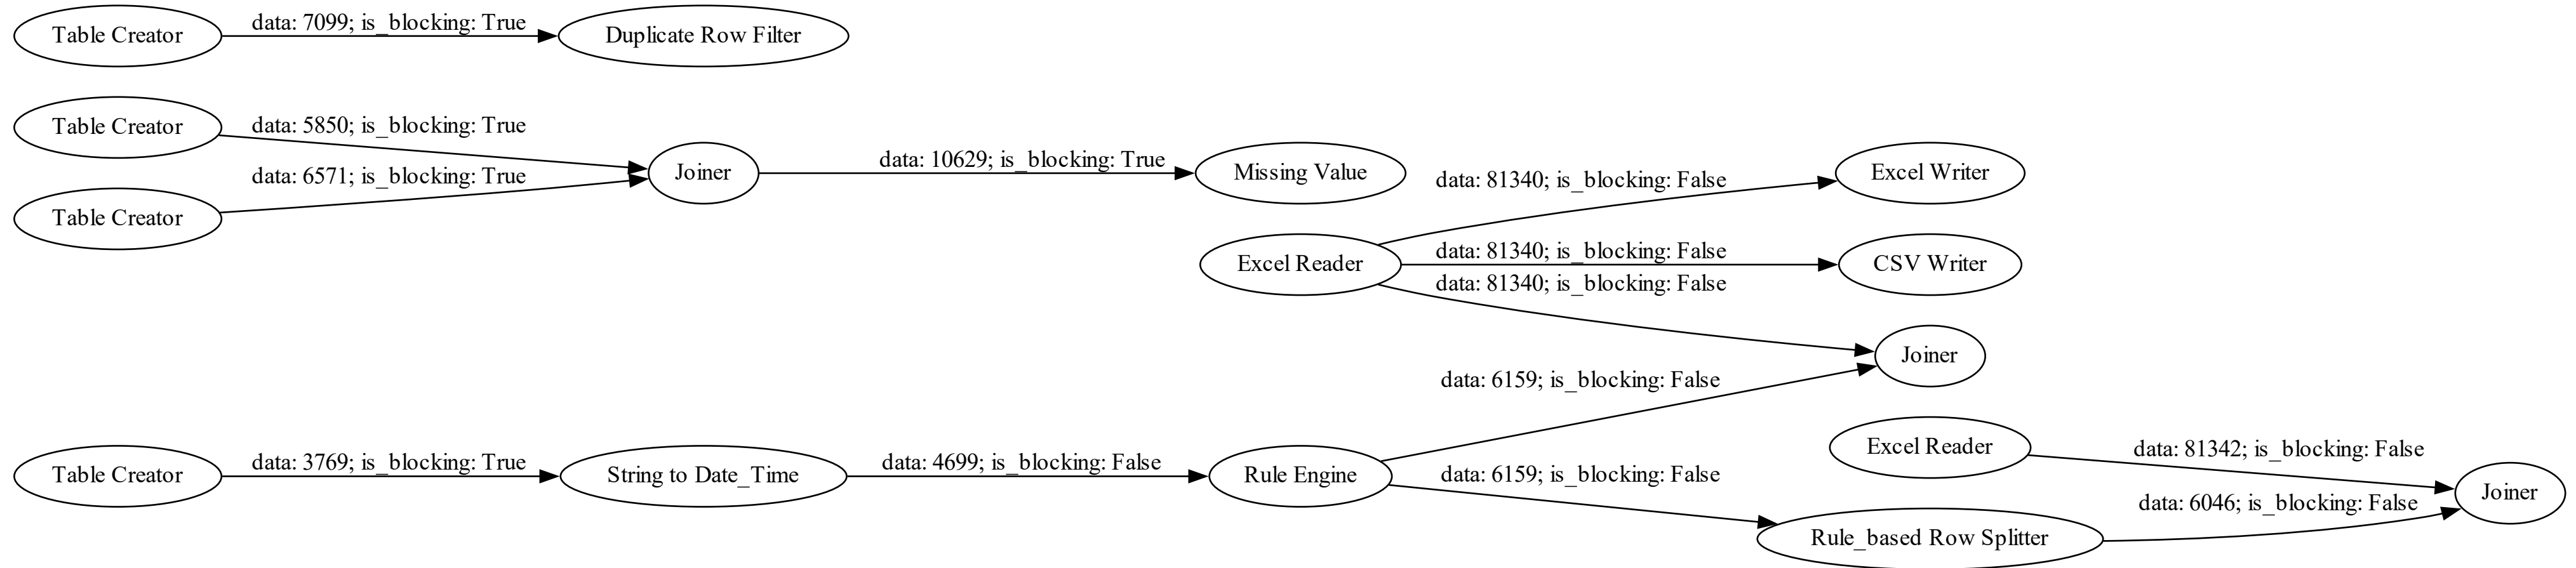 Table Creator
data: 7099; is_blocking: True
Duplicate Row Filter
Table Creator
data: 5850; is_blocking: True
Table Creator
data: 6571; is_blocking: True
Joiner
data: 10629; is_blocking: True
Missing Value
Excel Reader
data: 81340; is_blocking: False
Excel Writer
data: 81340; is_blocking: False
CSV Writer
data: 81340; is_blocking: False
Joiner
Table Creator
data: 3769; is_blocking: True
String to Date_Time
data: 4699; is_blocking: False
Rule Engine
data: 6159; is_blocking: False
data: 6159; is_blocking: False
Excel Reader
data: 81342; is_blocking: False
Rule_based Row Splitter
data: 6046; is_blocking: False
Joiner